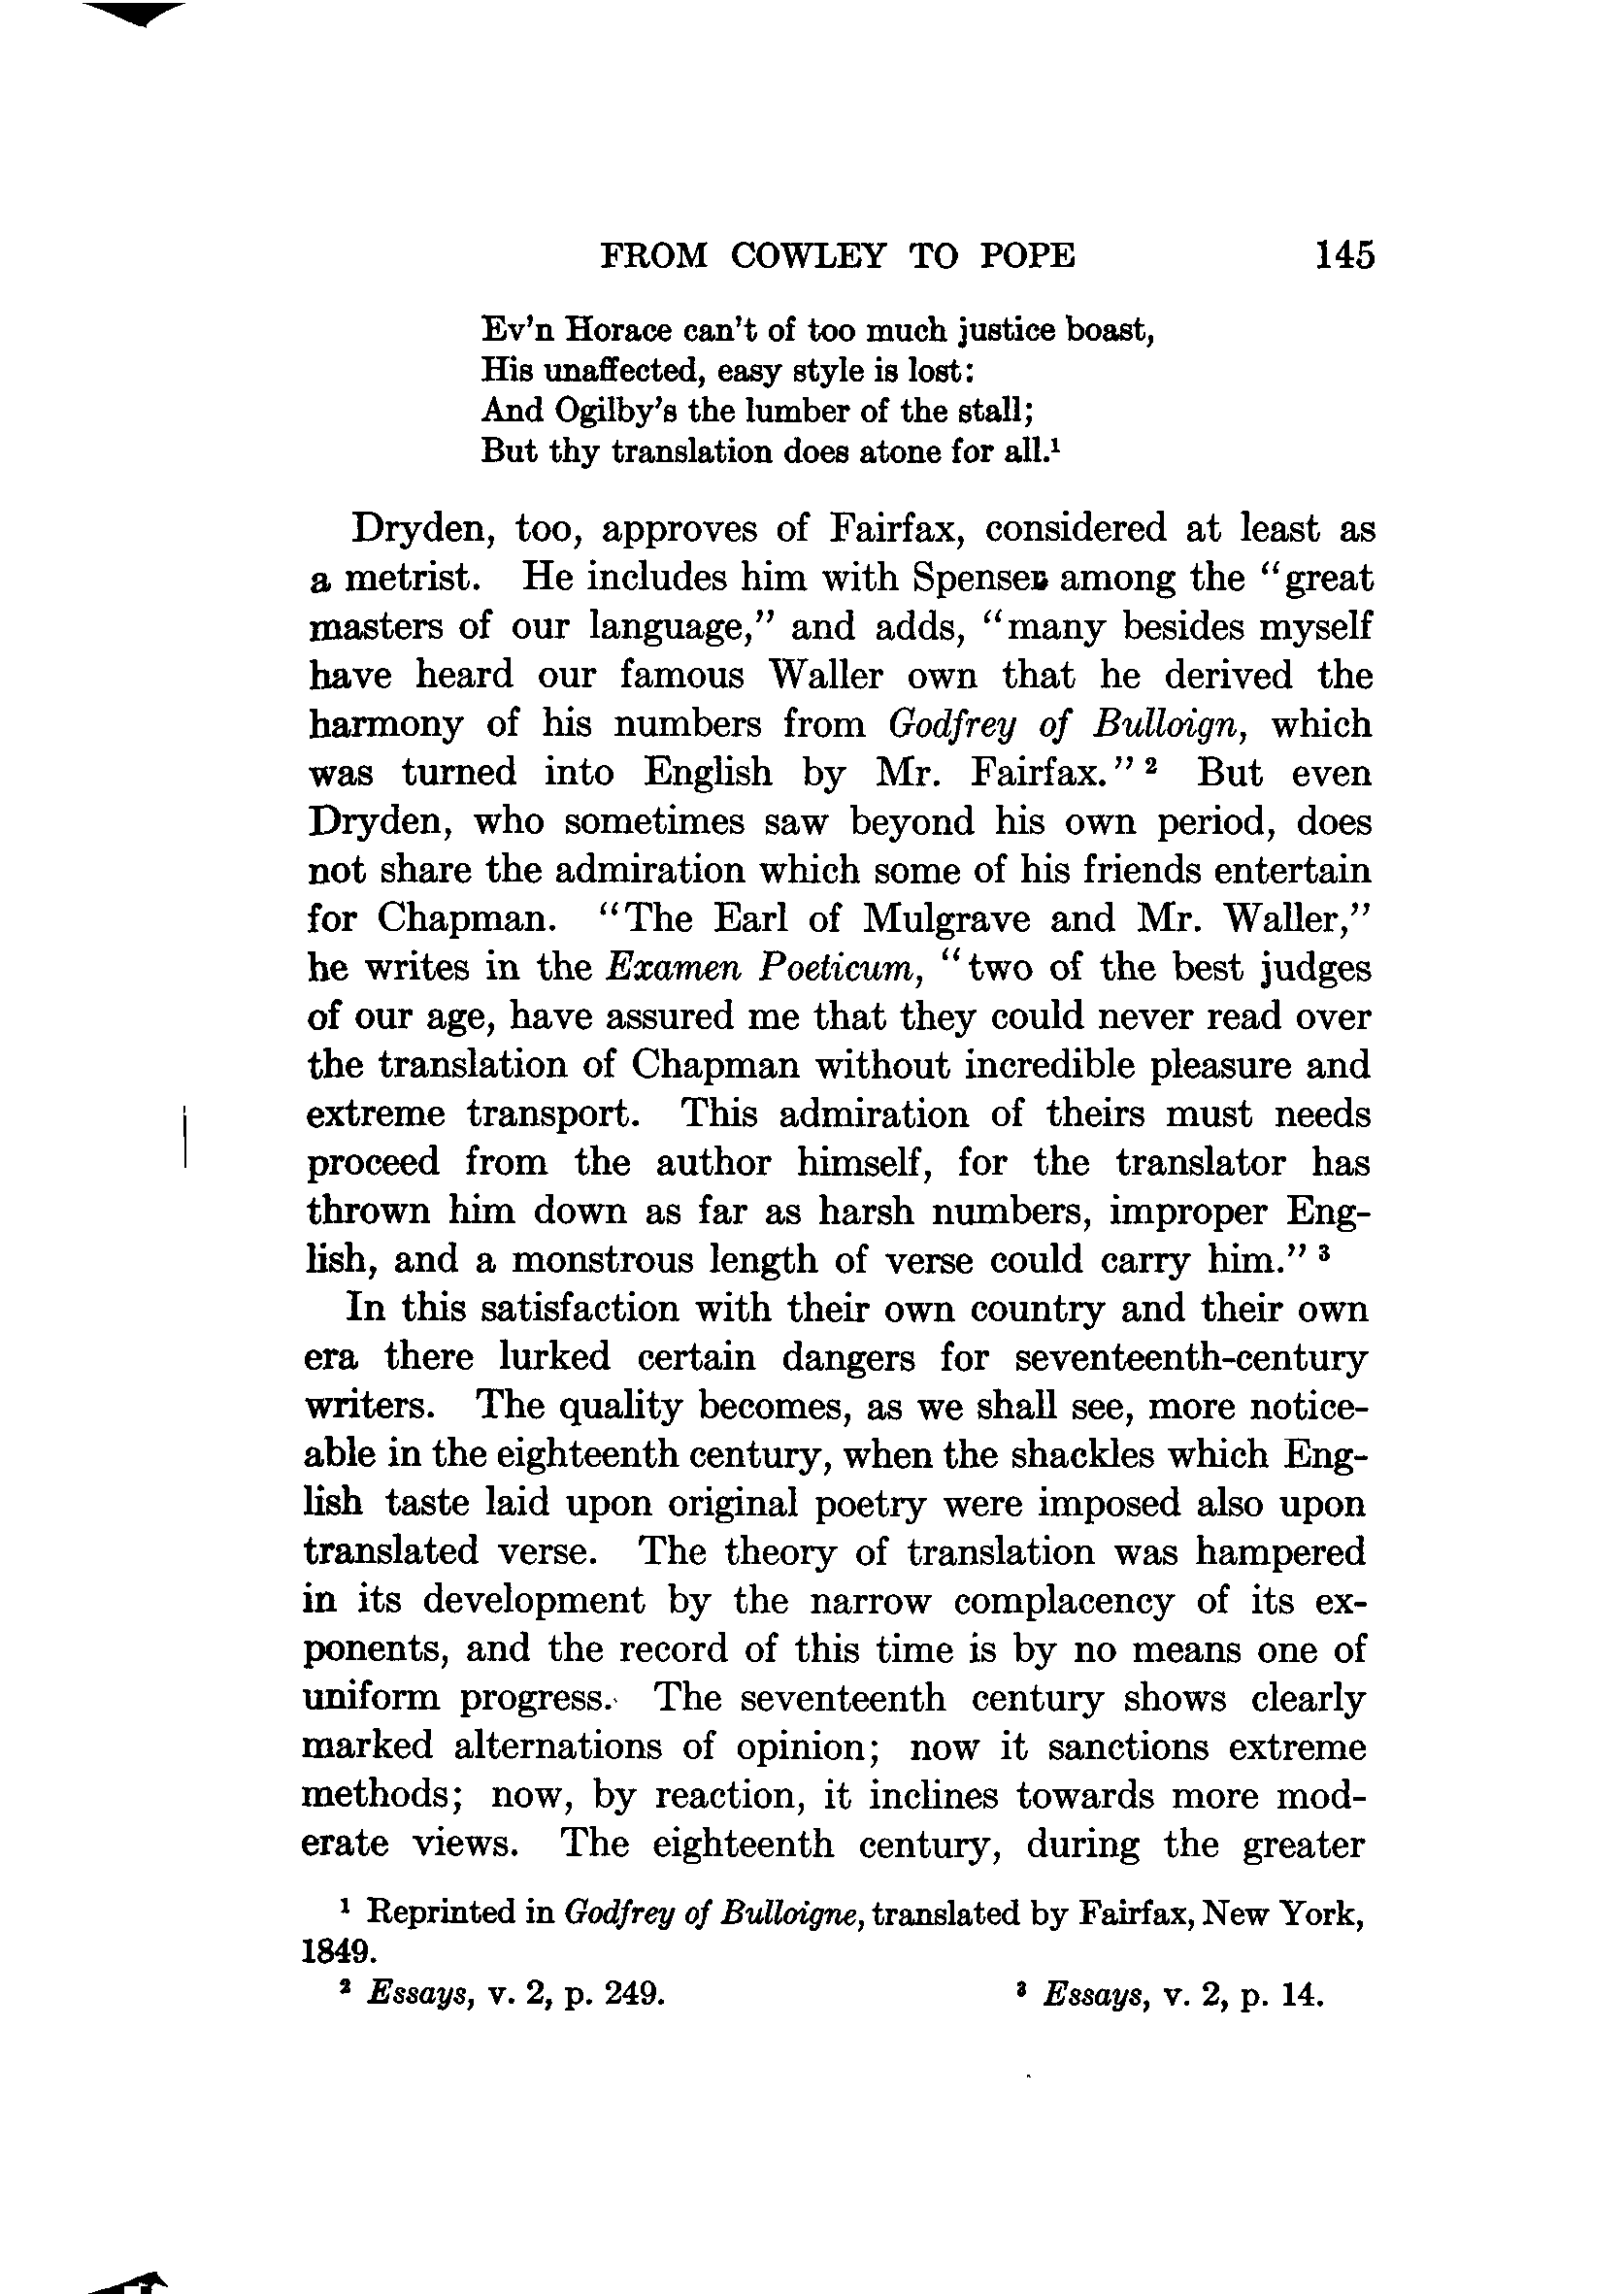 FROM COWLEY TO POPE 145
Ev'n Horace can't of too much justice boast,
His unaffected, easy style is lost:
And Ogilby's the lumber of the stall;
But thy translation does atone for all.¹
Dryden, too, approves of Fairfax, considered at least as
a metrist. He includes him with Spenser among the "great
masters of our language," and adds, "many besides myself
have heard our famous Waller own that he derived the
harmony of his numbers from Godfrey of Bulloign, which
was turned into English by Mr. Fairfax." ² But even
Dryden, who sometimes saw beyond his own period, does
not share the admiration which some of his friends entertain
for Chapman. "The Earl of Mulgrave and Mr. Waller,"
he writes in the Examen Poeticum, "two of the best judges
of our age, have assured me that they could never read over
the translation of Chapman without incredible pleasure and
extreme transport. This admiration of theirs must needs
proceed from the author himself, for the translator has
thrown him down as far as harsh numbers, improper Eng-
lish, and a monstrous length of verse could carry him." ³
In this satisfaction with their own country and their own
era there lurked certain dangers for seventeenth-century
writers. The quality becomes, as we shall see, more notice-
able in the eighteenth century, when the shackles which Eng-
lish taste laid upon original poetry were imposed also upon
translated verse. The theory of translation was hampered
in its development by the narrow complacency of its ex-
ponents, and the record of this time is by no means one of
uniform progress. The seventeenth century shows clearly
marked alternations of opinion; now it sanctions extreme
methods; now, by reaction, it inclines towards more mod-
erate views. The eighteenth century, during the greater
¹ Reprinted in Godfrey of Bulloigne, translated by Fairfax, New York,
1849.
² Essays, v. 2, p. 249. ³ Essays, v. 2, p. 14.